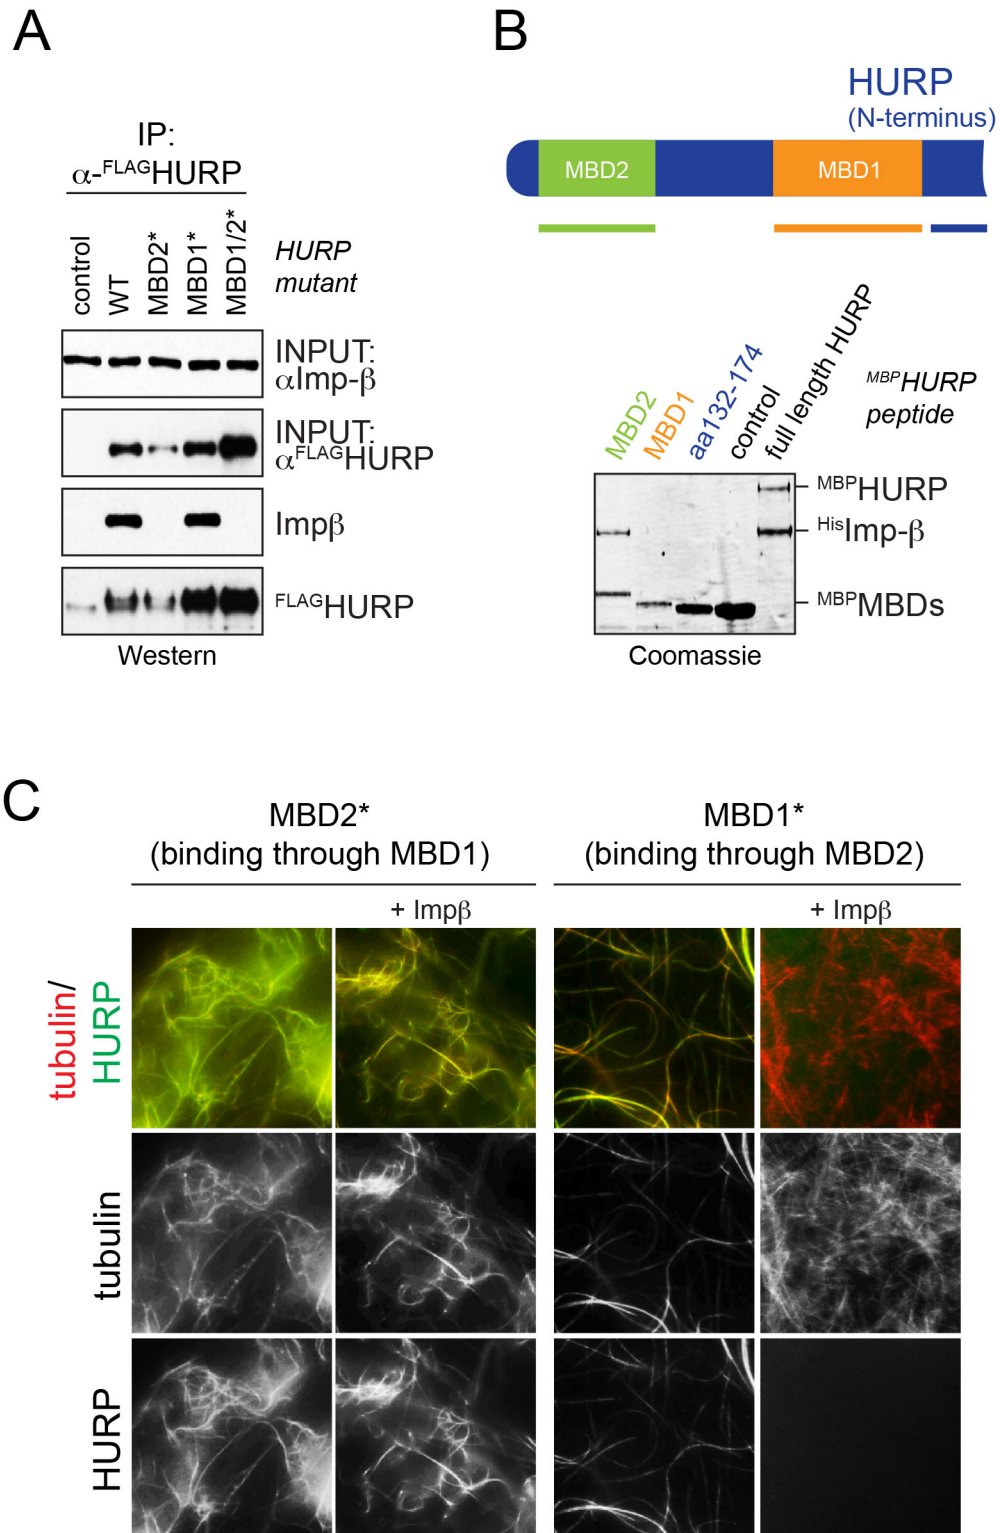 A
IP:
α-FLAGHURP
control
WT
MBD2*
MBD1*
MBD1/2*
HURP
mutant
INPUT:
αImp-β
INPUT:
αFLAGHURP
Impβ
FLAGHURP
Western
B
HURP
(N-terminus)
MBD2
MBD1
MBD2
MBD1
aa132-174
control
full length HURP
MBPHURP
peptide
MBPHURP
HisImp-β
MBPMBDs
Coomassie
C
MBD2*
(binding through MBD1)
MBD1*
(binding through MBD2)
+ Impβ
+ Impβ
tubulin/
HURP
tubulin
HURP